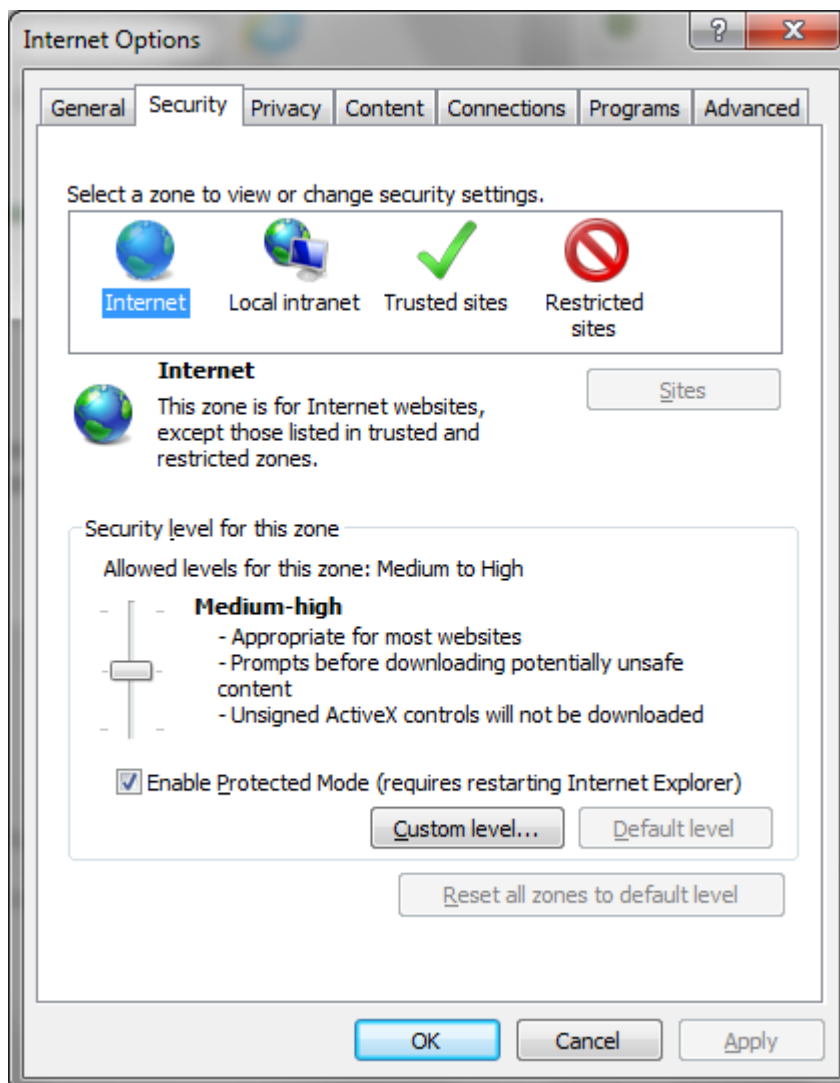 Internet Options
?
General Security Privacy Content Connections Programs Advanced
Select a zone to view or change security settings.
Internet Local intranet Trusted sites Restricted
sites
Internet
Sites
This zone is for Internet websites,
except those listed in trusted and
restricted zones.
Security level for this zone
Allowed levels for this zone: Medium to High
Medium-high
- Appropriate for most websites
- Prompts before downloading potentially unsafe
content
- Unsigned ActiveX controls will not be downloaded
Enable Protected Mode (requires restarting Internet Explorer)
Custom level... Default level
Reset all zones to default level
OK Cancel Apply